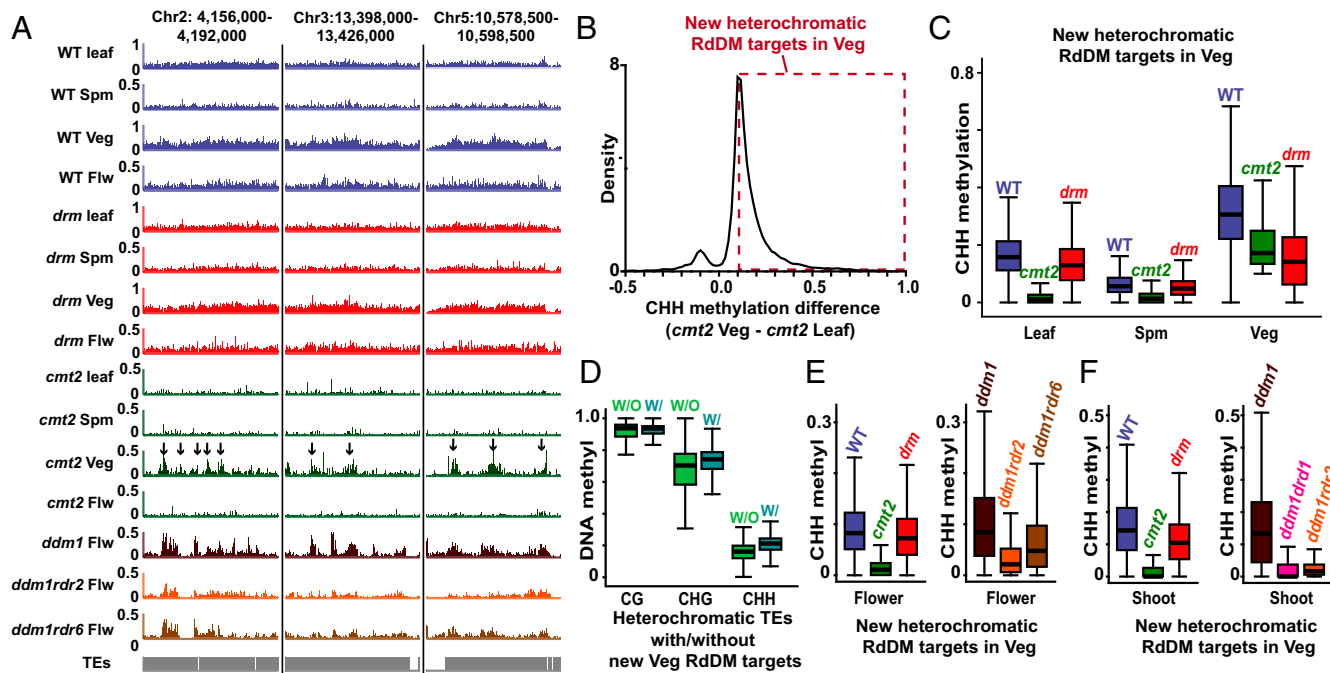 A
Chr2: 4,156,000-
4,192,000
Chr3:13,398,000-
13,426,000
Chr5:10,578,500-
10,598,500
WT leaf
1
0
WT Spm
0.5
0
WT Veg
1
0
WT Flw
0.5
0
drm leaf
1
0
drm Spm
0.5
0
drm Veg
1
0
drm Flw
0.5
0
cmt2 leaf
0.5
0
cmt2 Spm
0.5
0
cmt2 Veg
0.5
0
cmt2 Flw
0.5
0
ddm1 Flw
0.5
0
ddm1rdr2 Flw
0.5
0
ddm1rdr6 Flw
0.5
0
TEs
B
New heterochromatic
RdDM targets in Veg
8
0
Density
-0.5
0.0
0.5
1.0
CHH methylation difference
(cmt2 Veg - cmt2 Leaf)
C
New heterochromatic
RdDM targets in Veg
0.8
0
CHH methylation
WT
cmt2
drm
WT
cmt2
drm
WT
cmt2
drm
Leaf
Spm
Veg
D
DNA methyl
1.0
0
W/O
W/
W/O
W/
W/O
W/
CG
CHG
CHH
Heterochromatic TEs
with/without
new Veg RdDM targets
E
CHH methyl
0.3
0
WT
cmt2
drm
Flower
CHH methyl
0.3
0
ddm1
ddm1rdr2
ddm1rdr6
Flower
New heterochromatic
RdDM targets in Veg
F
CHH methyl
0.5
0
WT
cmt2
drm
Shoot
CHH methyl
0.5
0
ddm1
ddm1drd1
ddm1rdr2
Shoot
New heterochromatic
RdDM targets in Veg